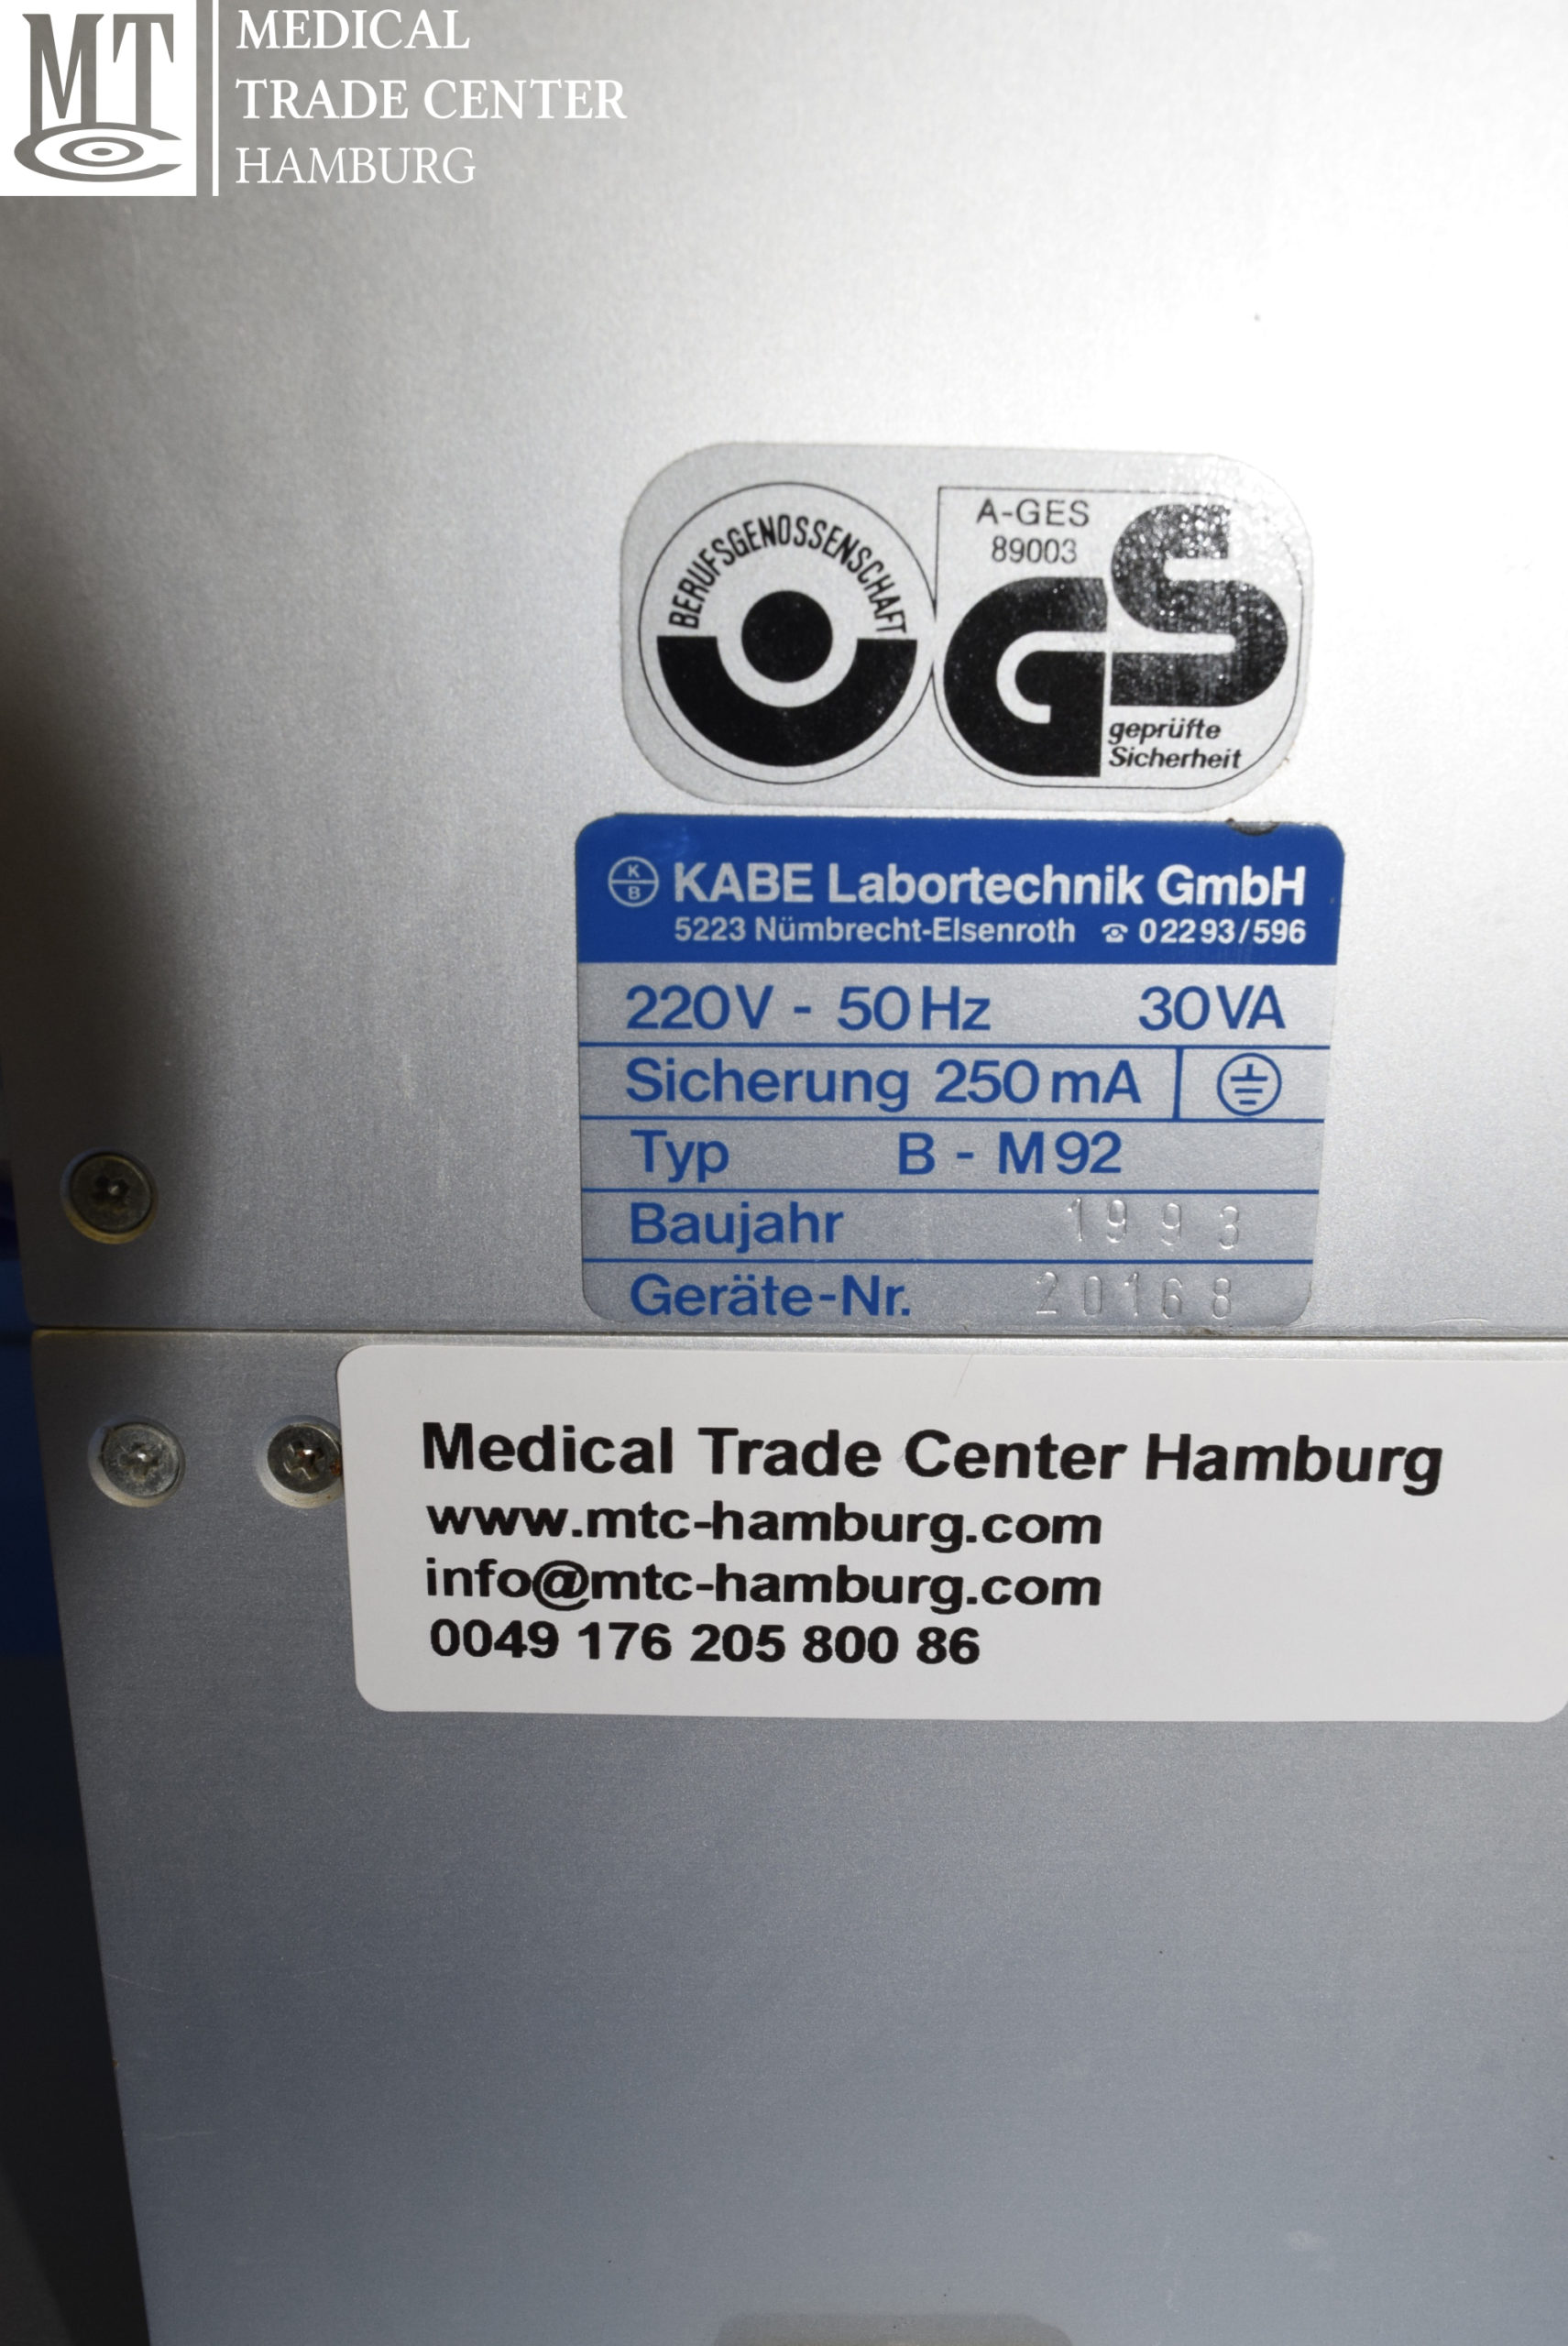 MTC
MEDICAL
TRADE CENTER
HAMBURG
BERUFSGENOSSENSCHAFT
A-GES
89003
GS
geprüfte
Sicherheit
K
B
KABE Labortechnik GmbH
5223 Nümbrecht-Elsenroth ☎ 02293/596
220V - 50Hz 30VA
Sicherung 250mA
Typ B - M92
Baujahr 1993
Geräte-Nr. 20168
Medical Trade Center Hamburg
www.mtc-hamburg.com
info@mtc-hamburg.com
0049 176 205 800 86